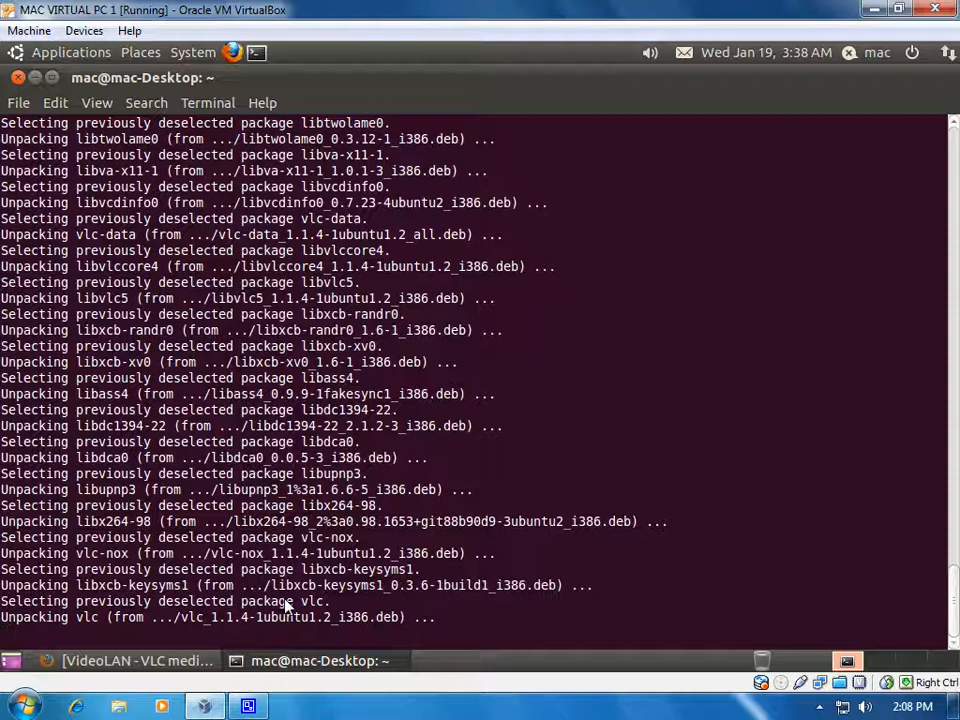 MAC VIRTUAL PC 1 [Running] - Oracle VM VirtualBox
Machine Devices Help
Applications Places System Wed Jan 19, 3:38 AM mac
mac@mac-Desktop: ~
File Edit View Search Terminal Help
Selecting previously deselected package libtwolame0.
Unpacking libtwolame0 (from .../libtwolame0_0.3.12-1_i386.deb) ...
Selecting previously deselected package libva-x11-1.
Unpacking libva-x11-1 (from .../libva-x11-1_1.0.1-3_i386.deb) ...
Selecting previously deselected package libvcdinfo0.
Unpacking libvcdinfo0 (from .../libvcdinfo0_0.7.23-4ubuntu2_i386.deb) ...
Selecting previously deselected package vlc-data.
Unpacking vlc-data (from .../vlc-data_1.1.4-1ubuntu1.2_all.deb) ...
Selecting previously deselected package libvlccore4.
Unpacking libvlccore4 (from .../libvlccore4_1.1.4-1ubuntu1.2_i386.deb) ...
Selecting previously deselected package libvlc5.
Unpacking libvlc5 (from .../libvlc5_1.1.4-1ubuntu1.2_i386.deb) ...
Selecting previously deselected package libxcb-randr0.
Unpacking libxcb-randr0 (from .../libxcb-randr0_1.6-1_i386.deb) ...
Selecting previously deselected package libxcb-xv0.
Unpacking libxcb-xv0 (from .../libxcb-xv0_1.6-1_i386.deb) ...
Selecting previously deselected package libass4.
Unpacking libass4 (from .../libass4_0.9.9-1fakesync1_i386.deb) ...
Selecting previously deselected package libdc1394-22.
Unpacking libdc1394-22 (from .../libdc1394-22_2.1.2-3_i386.deb) ...
Selecting previously deselected package libdca0.
Unpacking libdca0 (from .../libdca0_0.0.5-3_i386.deb) ...
Selecting previously deselected package libupnp3.
Unpacking libupnp3 (from .../libupnp3_1%3a1.6.6-5_i386.deb) ...
Selecting previously deselected package libx264-98.
Unpacking libx264-98 (from .../libx264-98_2%3a0.98.1653+git88b90d9-3ubuntu2_i386.deb) ...
Selecting previously deselected package vlc-nox.
Unpacking vlc-nox (from .../vlc-nox_1.1.4-1ubuntu1.2_i386.deb) ...
Selecting previously deselected package libxcb-keysyms1.
Unpacking libxcb-keysyms1 (from .../libxcb-keysyms1_0.3.6-1build1_i386.deb) ...
Selecting previously deselected package vlc.
Unpacking vlc (from .../vlc_1.1.4-1ubuntu1.2_i386.deb) ...
[VideoLAN - VLC medi... mac@mac-Desktop: ~
Right Ctrl
2:08 PM